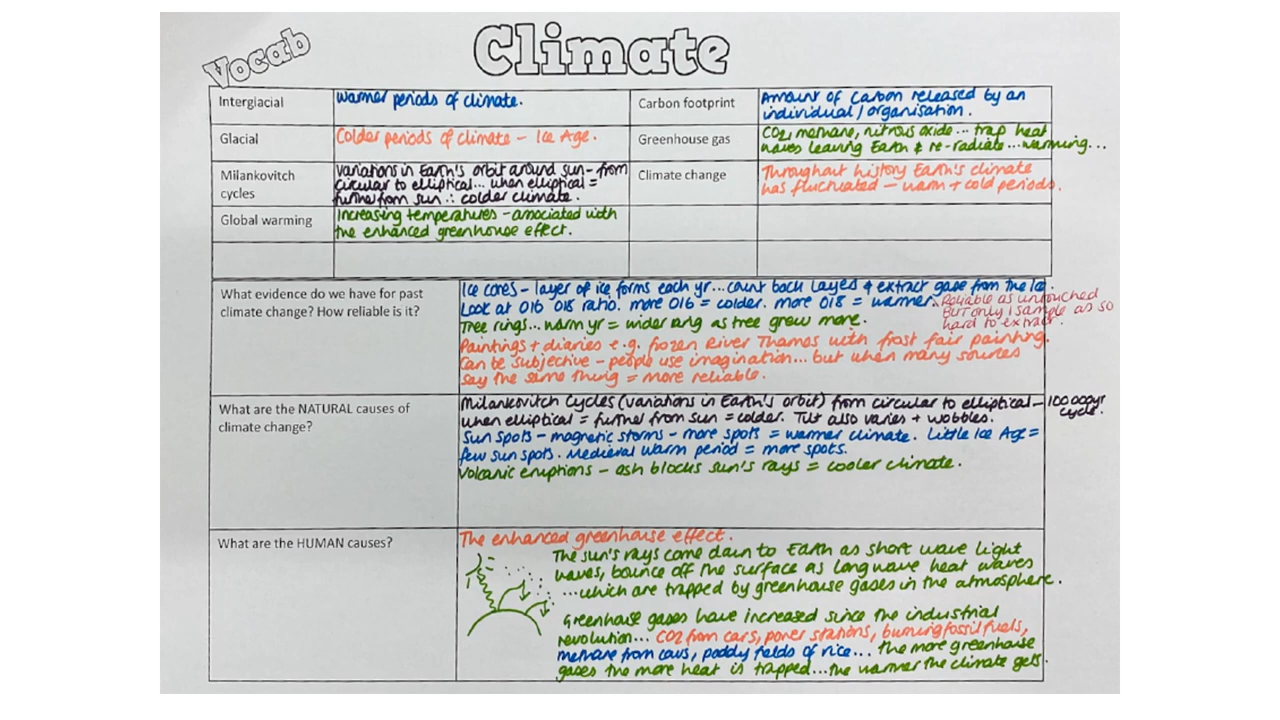 Vocab
Climate
Interglacial
Warmer periods of climate.
Carbon footprint
Amount of Carbon released by an
individual/organisation.
Glacial
Colder periods of climate – Ice Age.
Greenhouse gas
CO2, methane, nitrous oxide... trap heat
waves leaving Earth & re-radiate...warming...
Milankovitch
cycles
Variations in Earth's orbit around sun – from
circular to elliptical... when elliptical =
further from sun ∴ colder climate.
Climate change
Throughout history Earth's climate
has fluctuated – warm + cold periods.
Global warming
Increasing temperatures – associated with
the enhanced greenhouse effect.
What evidence do we have for past
climate change? How reliable is it?
Ice cores – layer of ice forms each yr... count back layers & extract gase from the ice.
Look at O16 O18 ratio. more O16 = colder. more O18 = warmer.
Reliable as untouched
BUT only 1 sample as so
hard to extract.
Tree rings... warm yr = wider ring as tree grew more.
Paintings + diaries e.g. frozen River Thames with frost fair painting.
Can be subjective – people use imagination... but when many sources
say the same thing = more reliable.
What are the NATURAL causes of
climate change?
Milankovitch Cycles (variations in Earth's orbit) from circular to elliptical – 100 000yr
cycle.
when elliptical = further from sun = colder. Tilt also varies + wobbles.
Sun spots – magnetic storms – more spots = warmer climate. Little Ice Age =
few sun spots. Medieval warm period = more spots.
Volcanic eruptions – ash blocks sun's rays = cooler climate.
What are the HUMAN causes?
The enhanced greenhouse effect.
The sun's rays come down to Earth as short wave light
waves, bounce off the surface as long wave heat waves
...which are trapped by greenhouse gases in the atmosphere.
Greenhouse gases have increased since the industrial
revolution... CO2 from cars, power stations, burning fossil fuels,
methane from cows, paddy fields of rice... the more greenhouse
gases the more heat is trapped...the warmer the climate gets.